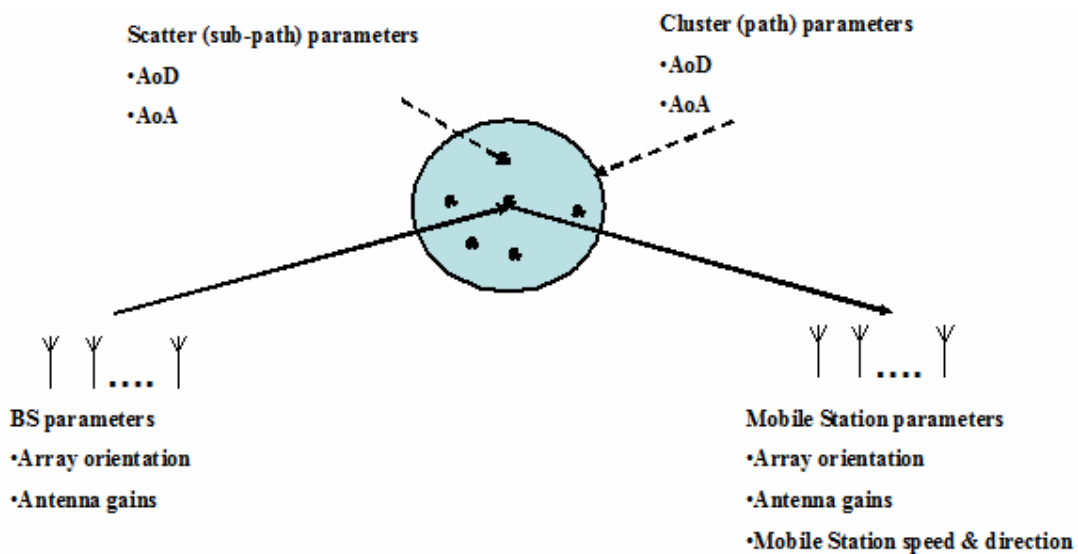 Scatter (sub-path) parameters
•AoD
•AoA
Cluster (path) parameters
•AoD
•AoA
....
....
BS parameters
•Array orientation
•Antenna gains
Mobile Station parameters
•Array orientation
•Antenna gains
•Mobile Station speed & direction